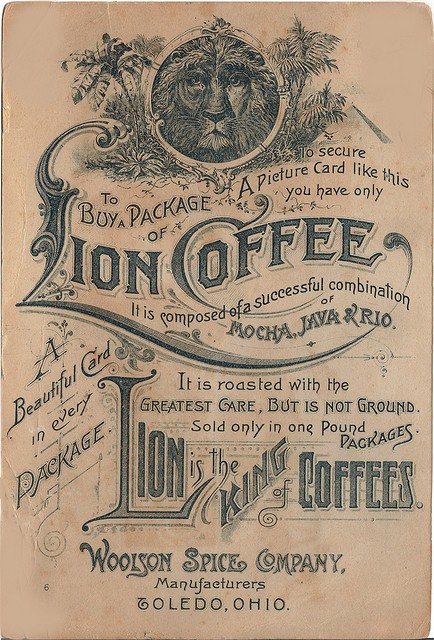 To secure
A Picture Card like this
you have only
To
Buy a Package
of
Lion Coffee
It is composed of a successful combination
of
Mocha, Java & Rio.
A
Beautiful Card
in every
Package.
It is roasted with the
Greatest Care, But is not Ground.
Sold only in one Pound
Packages.
Lion is the King of Coffees.
Woolson Spice Company,
Manufacturers
Toledo, Ohio.
6